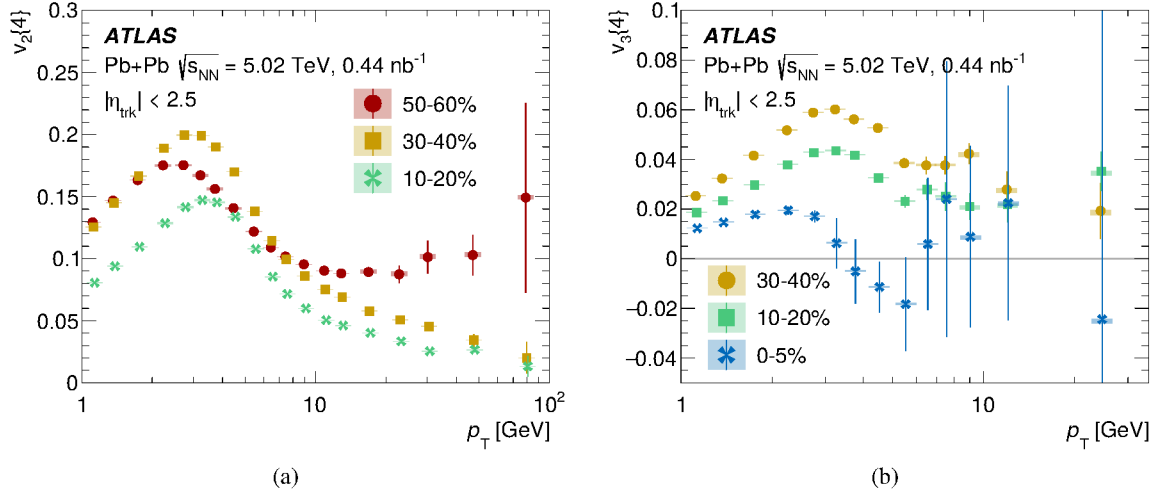 v₂{4}
0.3
0.25
0.2
0.15
0.1
0.05
0
ATLAS
Pb+Pb √sNN = 5.02 TeV, 0.44 nb⁻¹
|ηtrk| < 2.5
50-60%
30-40%
10-20%
1 10 10²
pT [GeV]
(a)
v₃{4}
0.1
0.08
0.06
0.04
0.02
0
−0.02
−0.04
ATLAS
Pb+Pb √sNN = 5.02 TeV, 0.44 nb⁻¹
|ηtrk| < 2.5
30-40%
10-20%
0-5%
1 10
pT [GeV]
(b)